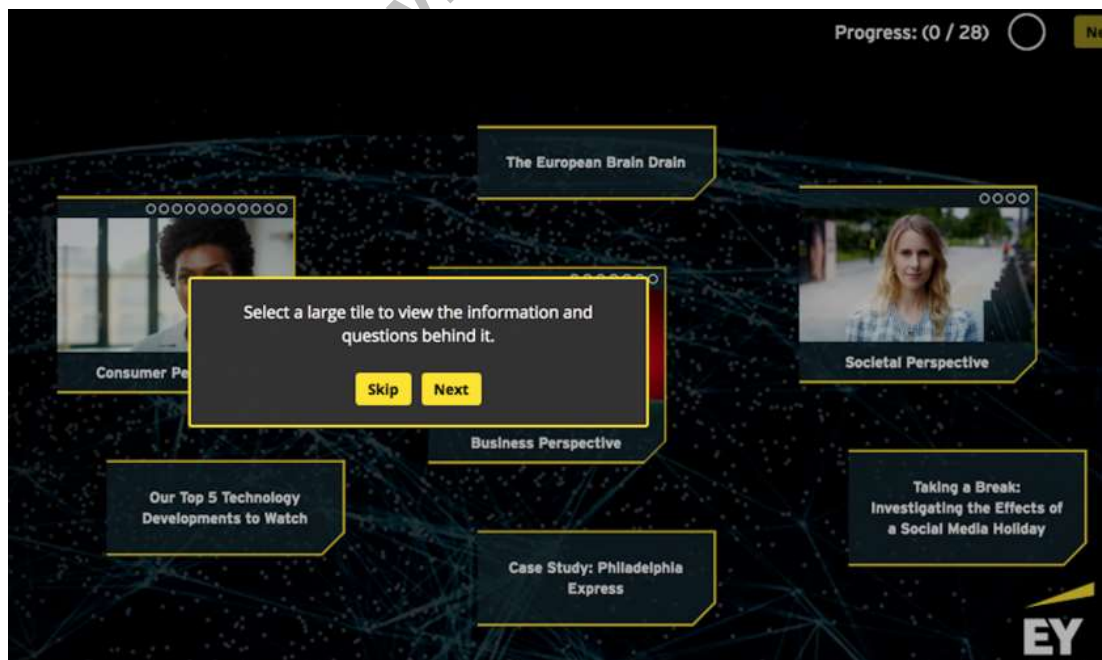 Progress: (0 / 28)
The European Brain Drain
Select a large tile to view the information and
questions behind it.
Skip Next
Societal Perspective
Business Perspective
Our Top 5 Technology
Developments to Watch
Taking a Break:
Investigating the Effects of
a Social Media Holiday
Case Study: Philadelphia
Express
Consumer
EY